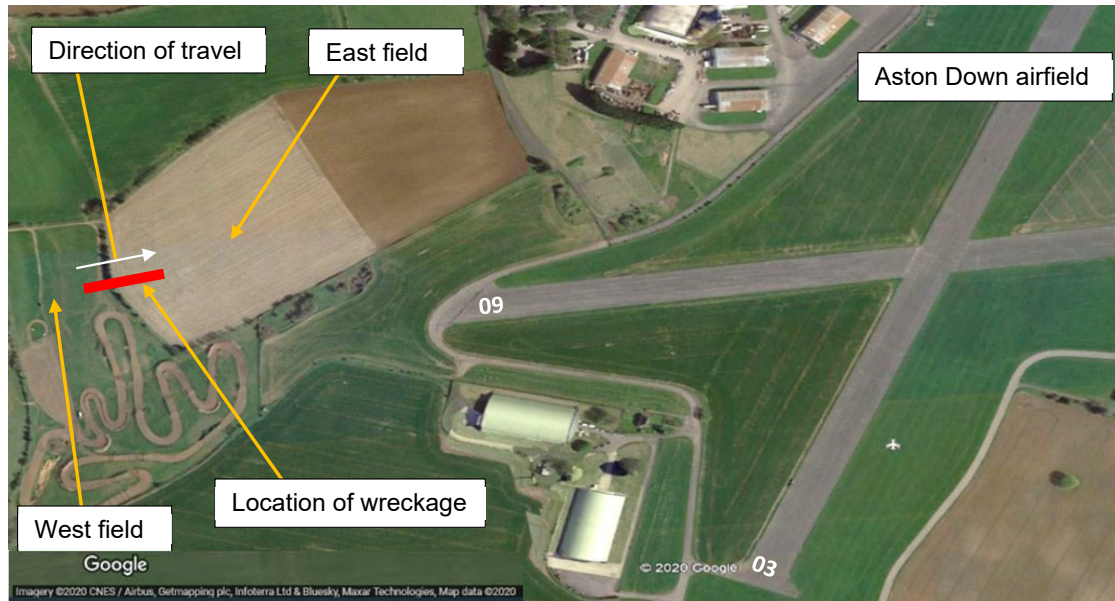 Direction of travel
East field
Aston Down airfield
09
Location of wreckage
West field
03
Google
© 2020 Google
Imagery ©2020 CNES / Airbus, Getmapping plc, Infoterra Ltd & Bluesky, Maxar Technologies, Map data ©2020